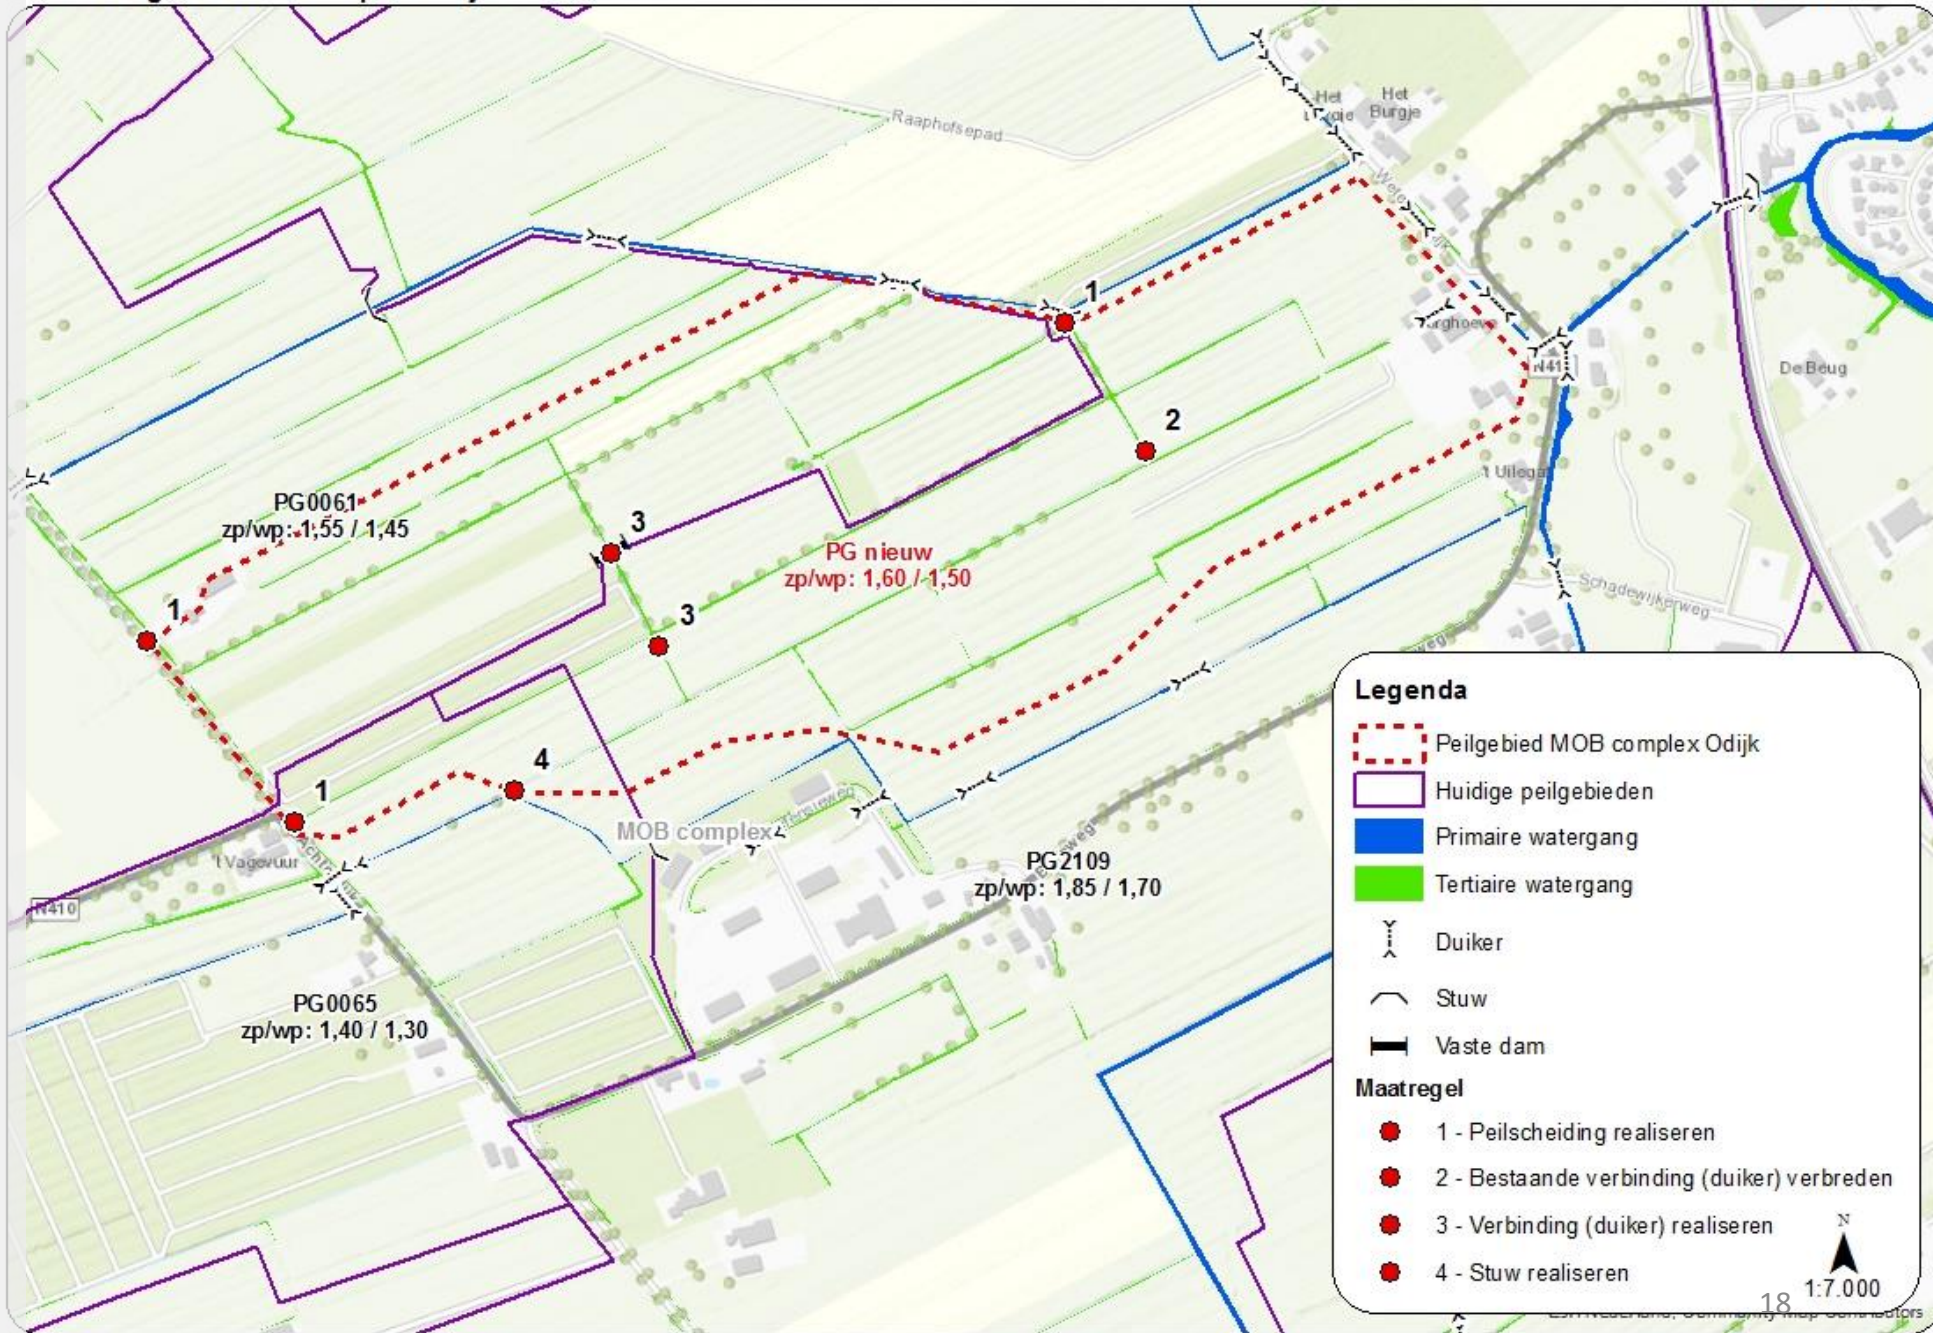 Raaphofsepad
Het
Het
Burgje
N41
De Beug
't Uilegat
Schadewijkerweg
1
2
PG0061
zp/wp: 1,55 / 1,45
3
PG nieuw
zp/wp: 1,60 / 1,50
1
3
4
1
MOB complex
't Vagevuur
PG2109
zp/wp: 1,85 / 1,70
N410
PG0065
zp/wp: 1,40 / 1,30
Legenda
Peilgebied MOB complex Odijk
Huidige peilgebieden
Primaire watergang
Tertiaire watergang
Duiker
Stuw
Vaste dam
Maatregel
1 - Peilscheiding realiseren
2 - Bestaande verbinding (duiker) verbreden
3 - Verbinding (duiker) realiseren
4 - Stuw realiseren
N
1:7.000
18